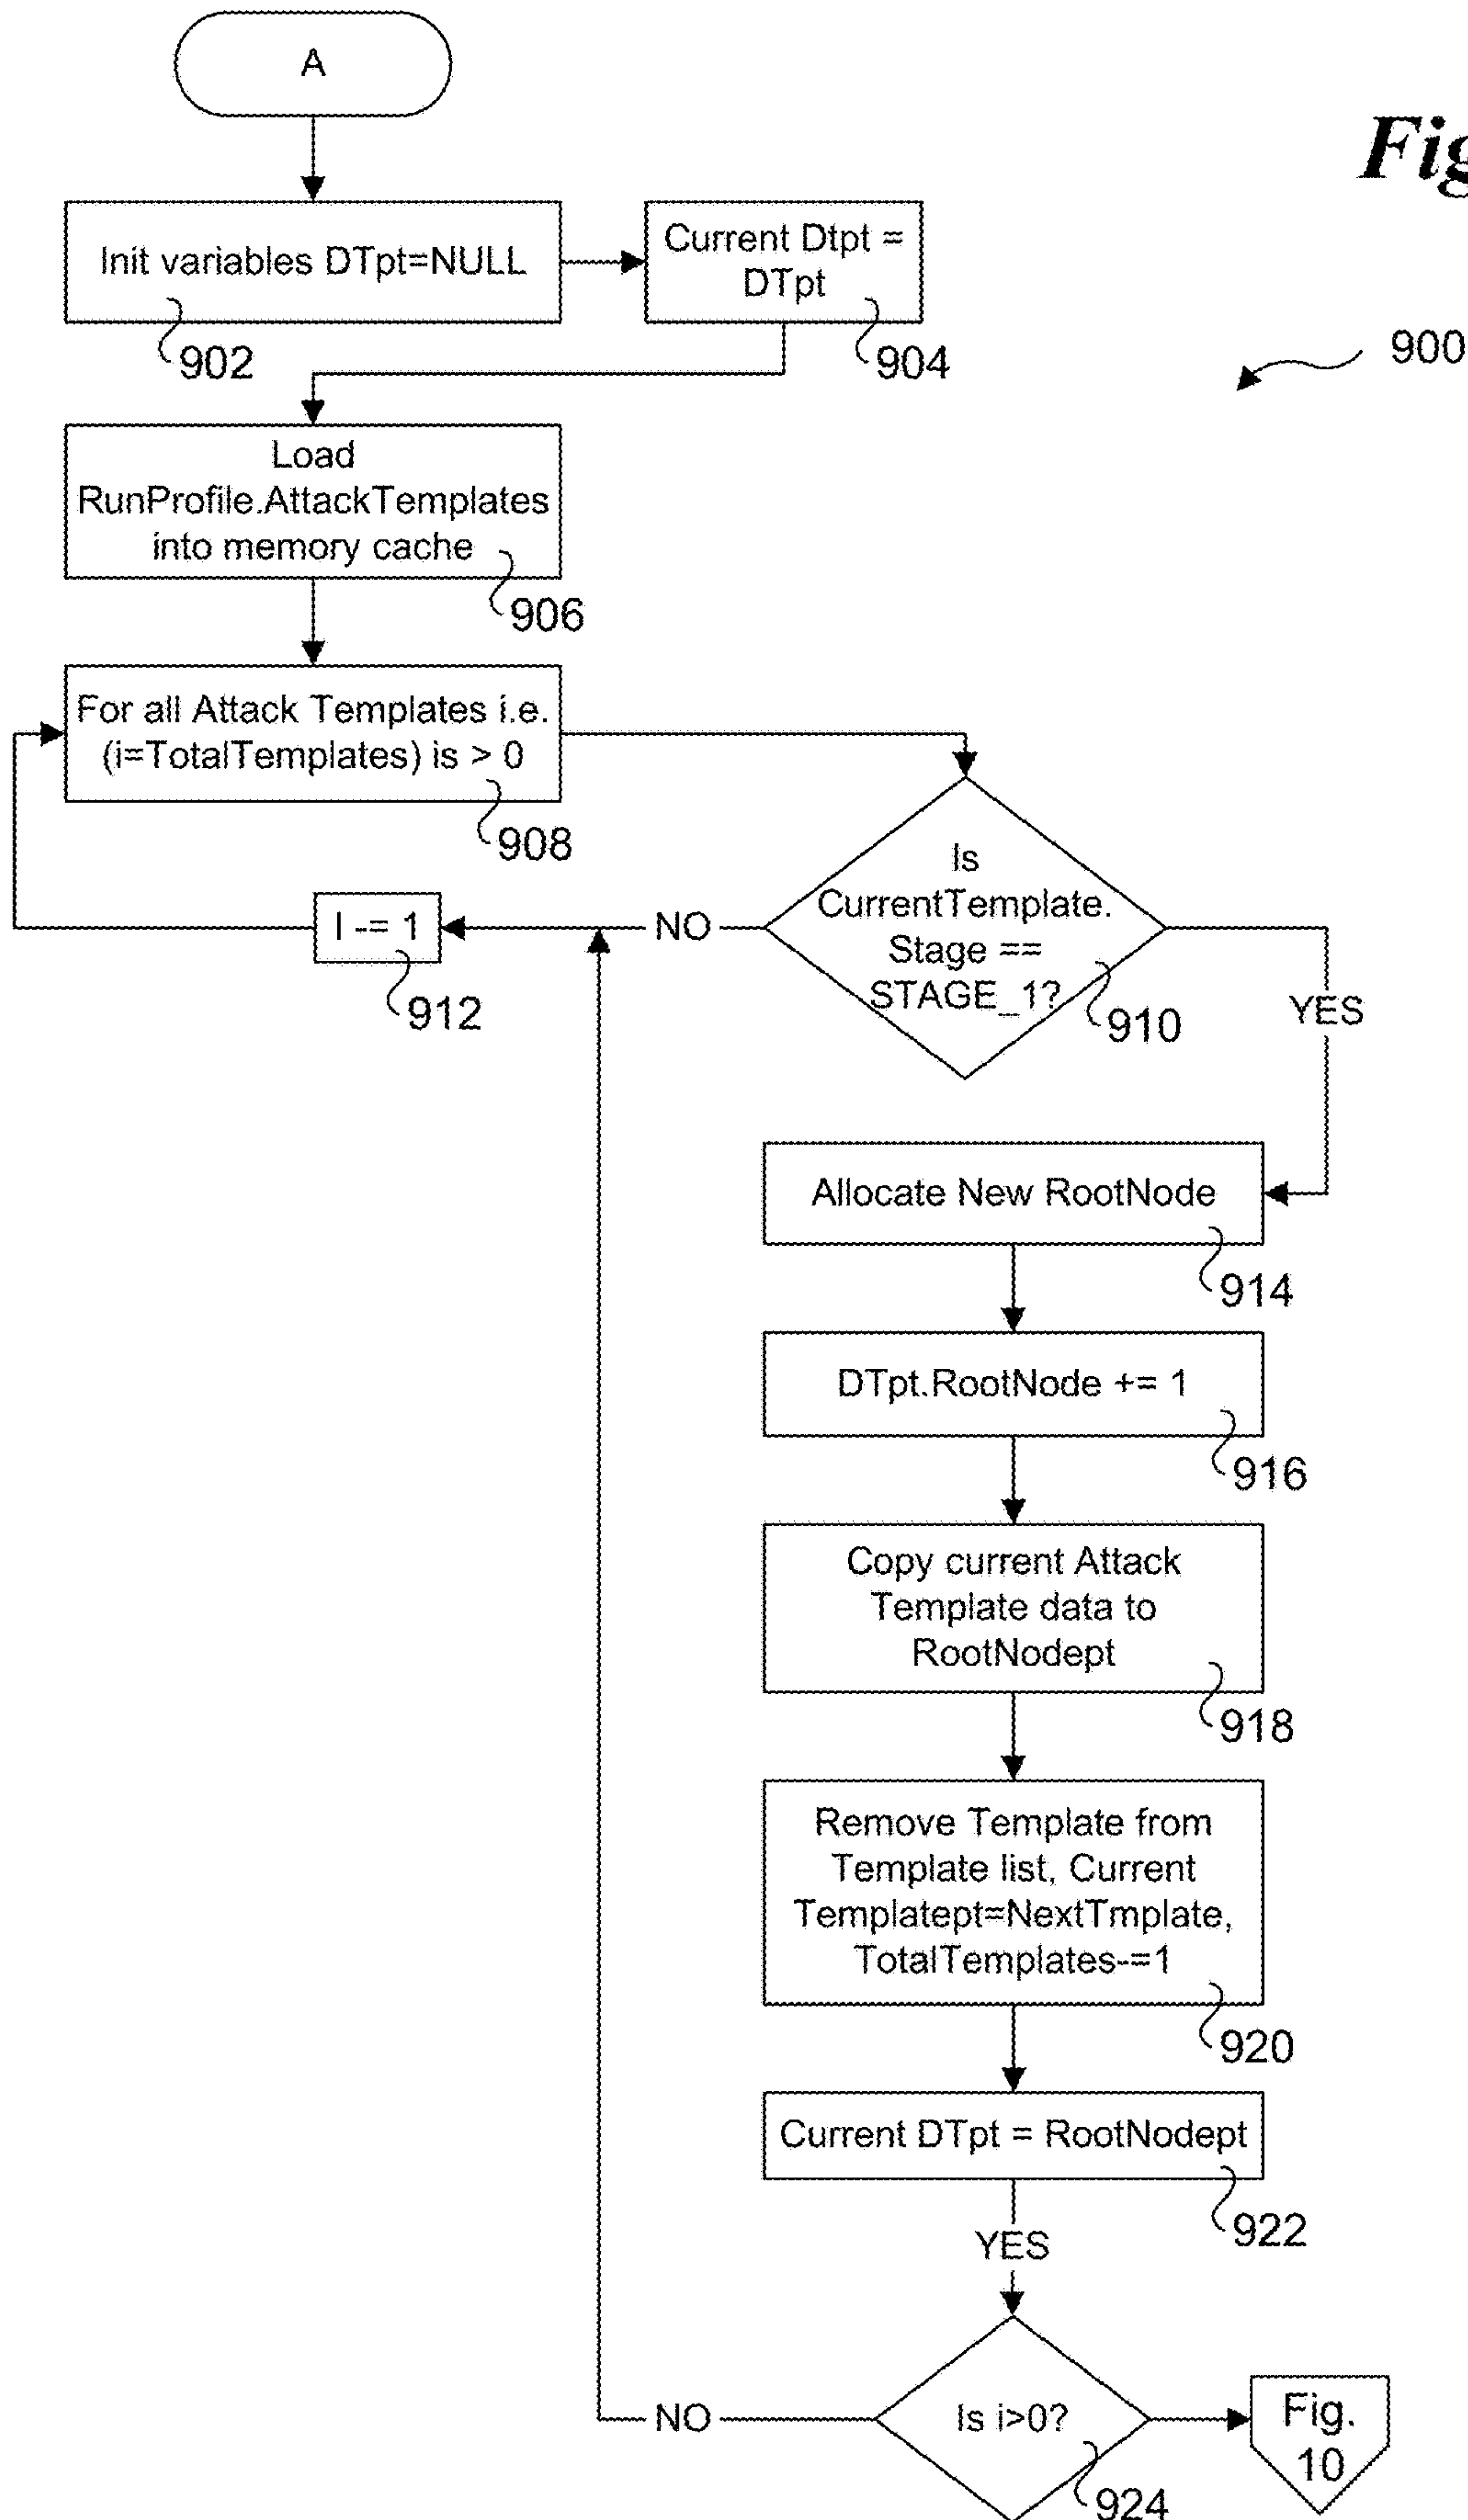 A
Fig
Init variables DTpt=NULL
902
Current Dtpt =
DTpt
904
900
Load
RunProfile.AttackTemplates
into memory cache
906
For all Attack Templates i.e.
(i=TotalTemplates) is > 0
908
Is
CurrentTemplate.
Stage ==
STAGE_1?
910
NO
I -= 1
912
YES
Allocate New RootNode
914
DTpt.RootNode += 1
916
Copy current Attack
Template data to
RootNodept
918
Remove Template from
Template list, Current
Templatept=NextTmplate,
TotalTemplates-=1
920
Current DTpt = RootNodept
922
YES
Is i>0?
924
NO
Fig.
10